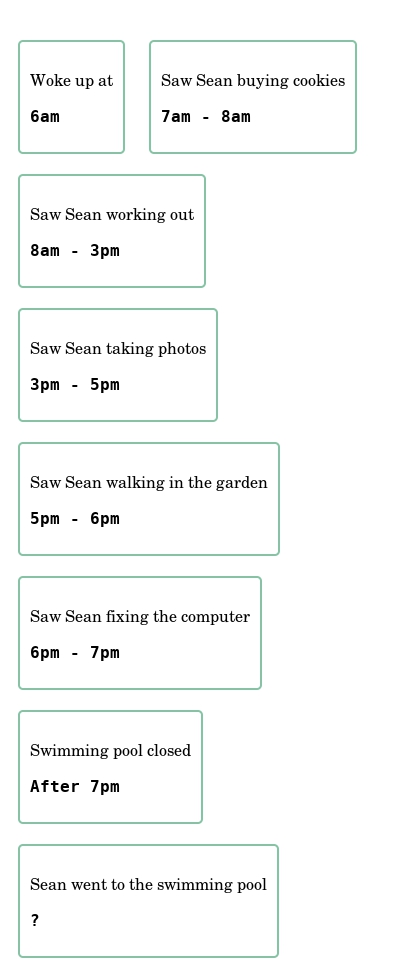 Woke up at
6am
Saw Sean buying cookies
7am - 8am
Saw Sean working out
8am - 3pm
Saw Sean taking photos
3pm - 5pm
Saw Sean walking in the garden
5pm - 6pm
Saw Sean fixing the computer
6pm - 7pm
Swimming pool closed
After 7pm
Sean went to the swimming pool
?